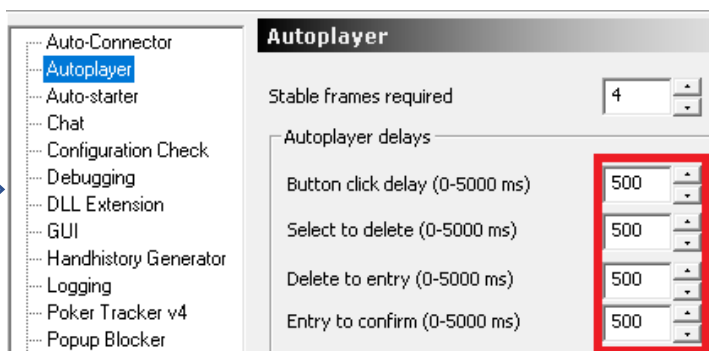 Auto-Connector
Autoplayer
Auto-starter
Chat
Configuration Check
Debugging
DLL Extension
GUI
Handhistory Generator
Logging
Poker Tracker v4
Popup Blocker
Autoplayer
Stable frames required 4
Autoplayer delays
Button click delay (0-5000 ms) 500
Select to delete (0-5000 ms) 500
Delete to entry (0-5000 ms) 500
Entry to confirm (0-5000 ms) 500